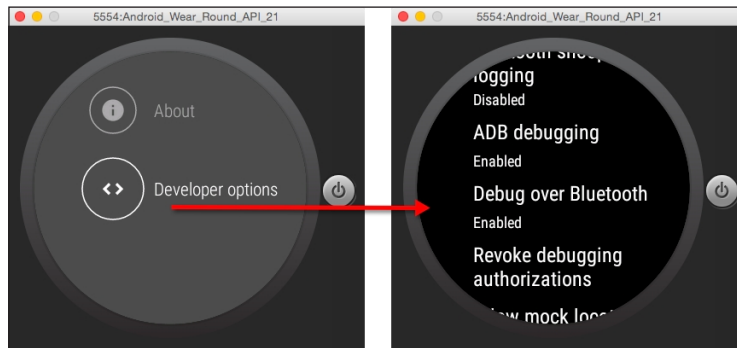 5554:Android_Wear_Round_API_21
About
Developer options
5554:Android_Wear_Round_API_21
logging
Disabled
ADB debugging
Enabled
Debug over Bluetooth
Enabled
Revoke debugging
authorizations
mock